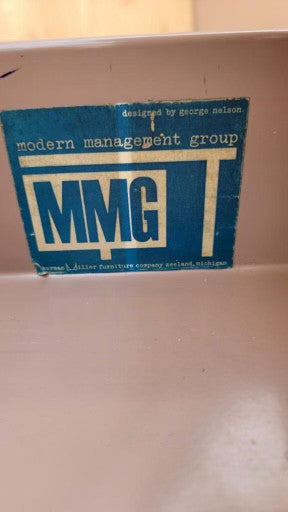 designed by george nelson
modern management group
MMG
herman miller furniture company zeeland, michigan